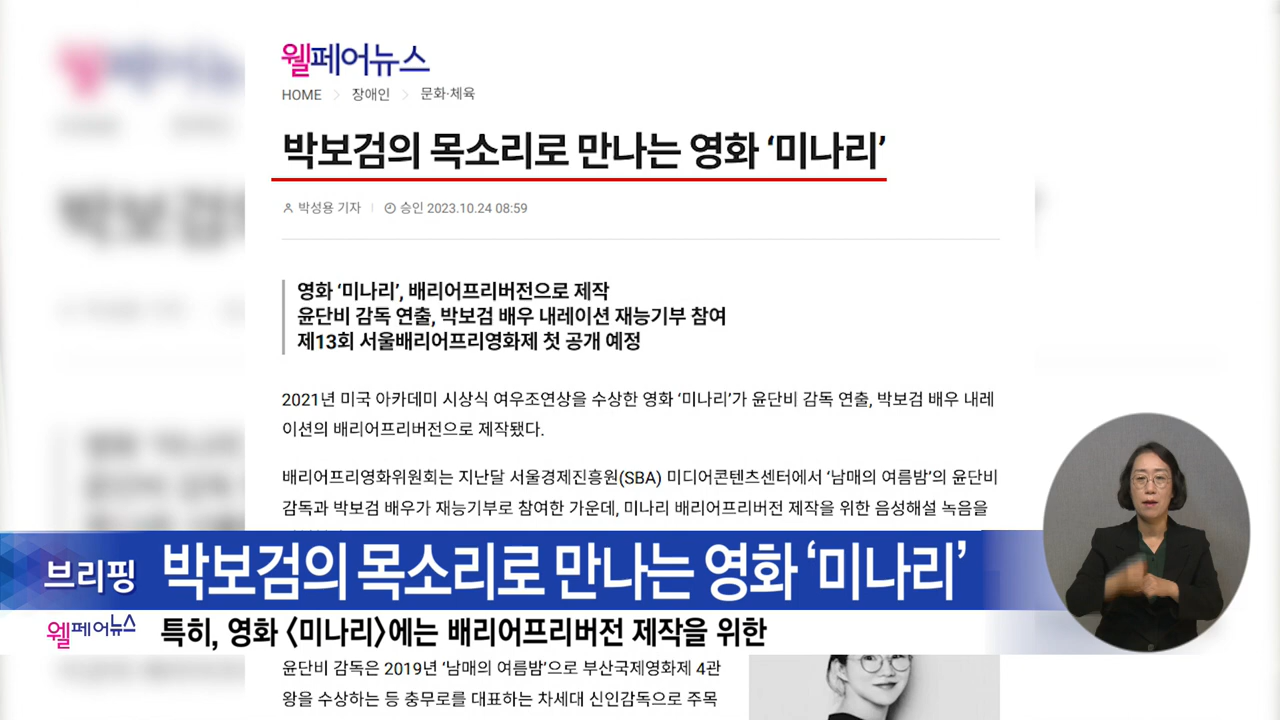 웰페어뉴스
HOME > 장애인 > 문화·체육
박보검의 목소리로 만나는 영화 ‘미나리’
박성용 기자 | 승인 2023.10.24 08:59
영화 ‘미나리’, 배리어프리버전으로 제작
윤단비 감독 연출, 박보검 배우 내레이션 재능기부 참여
제13회 서울배리어프리영화제 첫 공개 예정
2021년 미국 아카데미 시상식 여우조연상을 수상한 영화 ‘미나리’가 윤단비 감독 연출, 박보검 배우 내레
이션의 배리어프리버전으로 제작됐다.
배리어프리영화위원회는 지난달 서울경제진흥원(SBA) 미디어콘텐츠센터에서 ‘남매의 여름밤’의 윤단비
감독과 박보검 배우가 재능기부로 참여한 가운데, 미나리 배리어프리버전 제작을 위한 음성해설 녹음을
브리핑 박보검의 목소리로 만나는 영화 ‘미나리’
웰페어뉴스 특히, 영화 〈미나리〉에는 배리어프리버전 제작을 위한
윤단비 감독은 2019년 ‘남매의 여름밤’으로 부산국제영화제 4관
왕을 수상하는 등 충무로를 대표하는 차세대 신인감독으로 주목